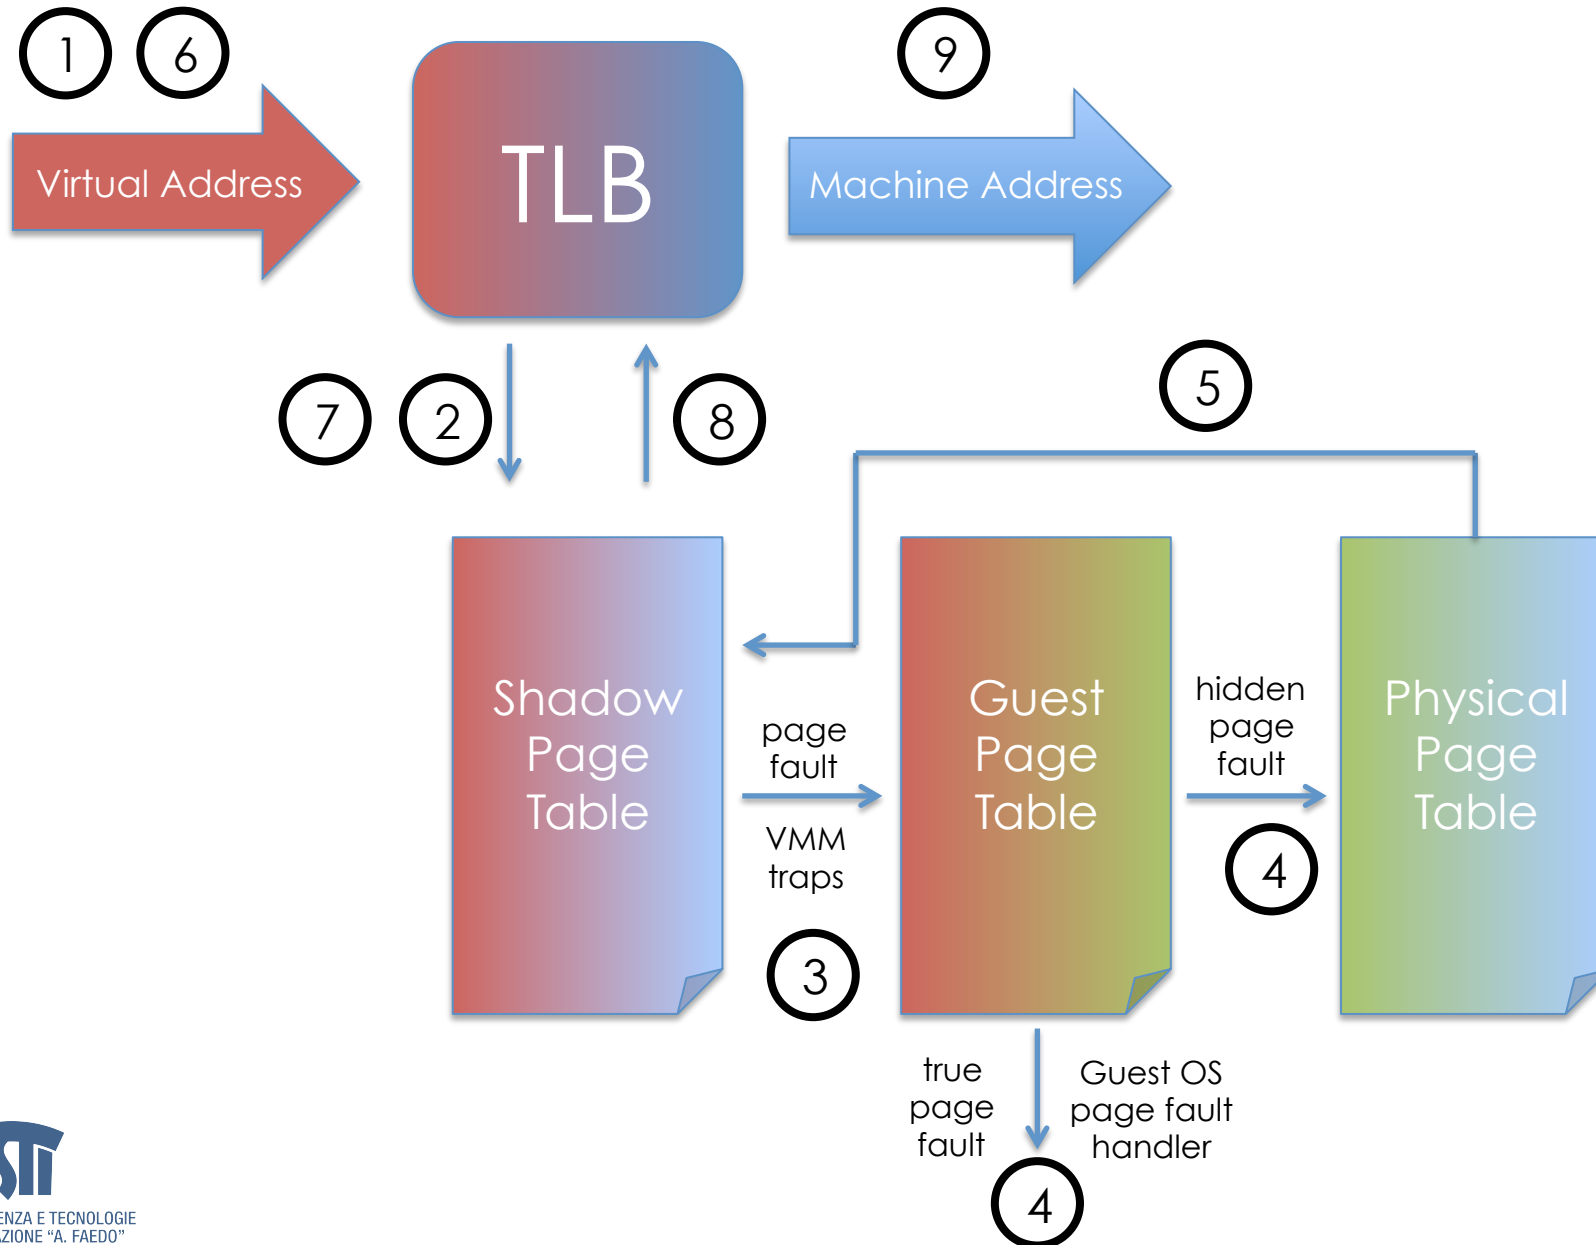 1
6
9
Virtual Address
TLB
Machine Address
5
7
2
8
Shadow
Page
Table
page
fault
VMM
traps
3
Guest
Page
Table
hidden
page
fault
4
Physical
Page
Table
true
page
fault
Guest OS
page fault
handler
4
E TECNOLOGIE
"A. FAEDO"